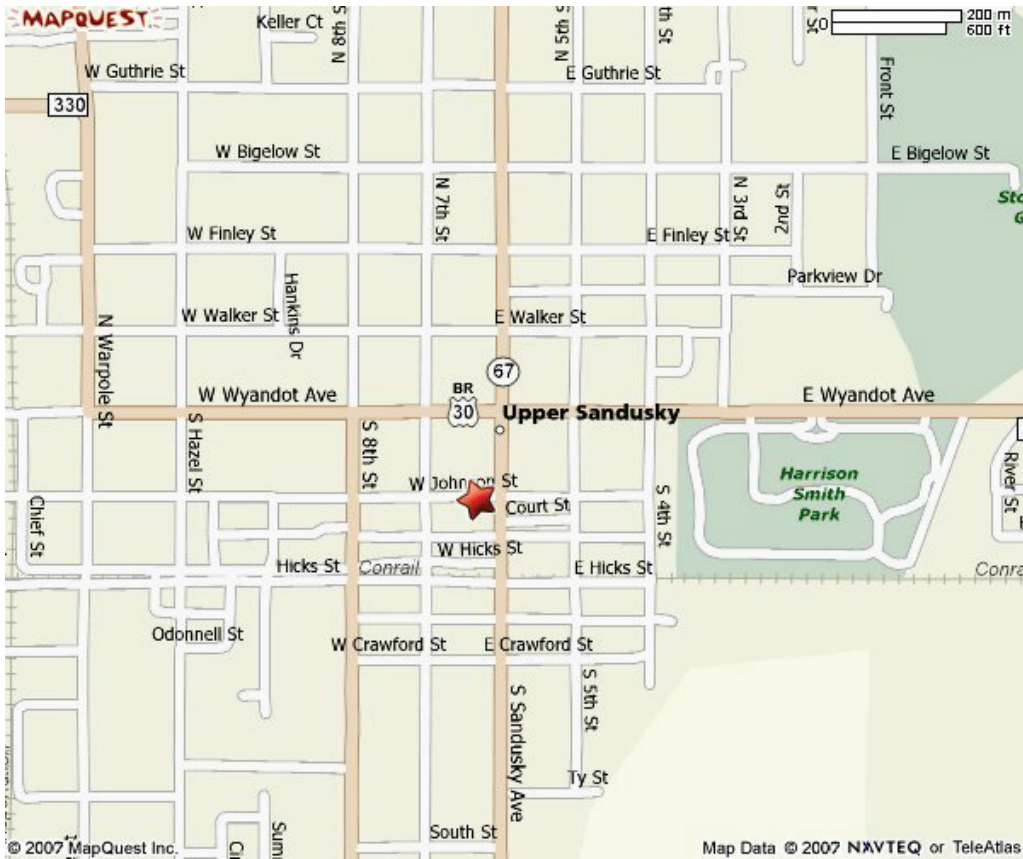 MAPQUEST.
Keller Ct
N 8th S
N 5th S
th St
r St
0
200 m
600 ft
W Guthrie St
E Guthrie St
Front St
330
W Bigelow St
E Bigelow St
N 7th St
N 3rd St
2nd St
Sto
G
W Finley St
E Finley St
Hankins Dr
Parkview Dr
W Walker St
E Walker St
N Warpole St
67
BR
30
W Wyandot Ave
E Wyandot Ave
Upper Sandusky
S Hazel St
S 8th St
W Johnson St
Court St
S 4th St
Harrison
Smith
Park
River St
Chief St
W Hicks St
Hicks St
Conrail
E Hicks St
Conra
Odonnell St
W Crawford St
E Crawford St
S 5th St
S Sandusky Ave
Ty St
South St
Sum
Ci
© 2007 MapQuest Inc.
Map Data © 2007 NAVTEQ or TeleAtlas